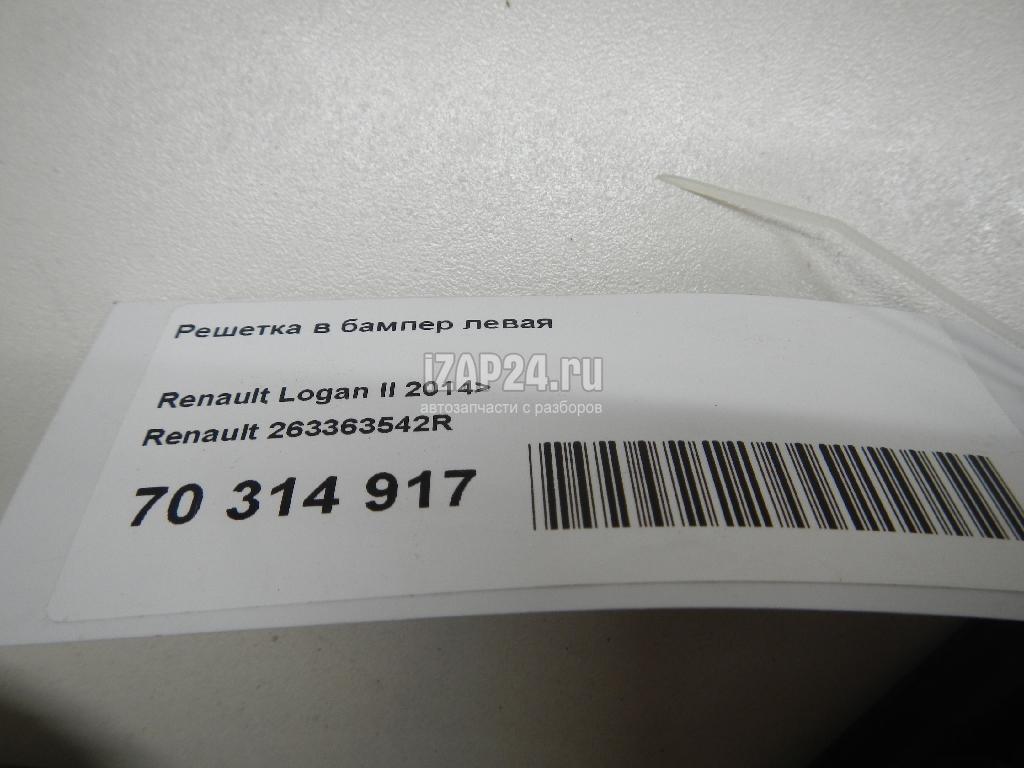 Решетка в бампер левая
iZAP24.ru
Renault Logan II 2014>
автозапчасти с разборов
Renault 263363542R
70 314 917